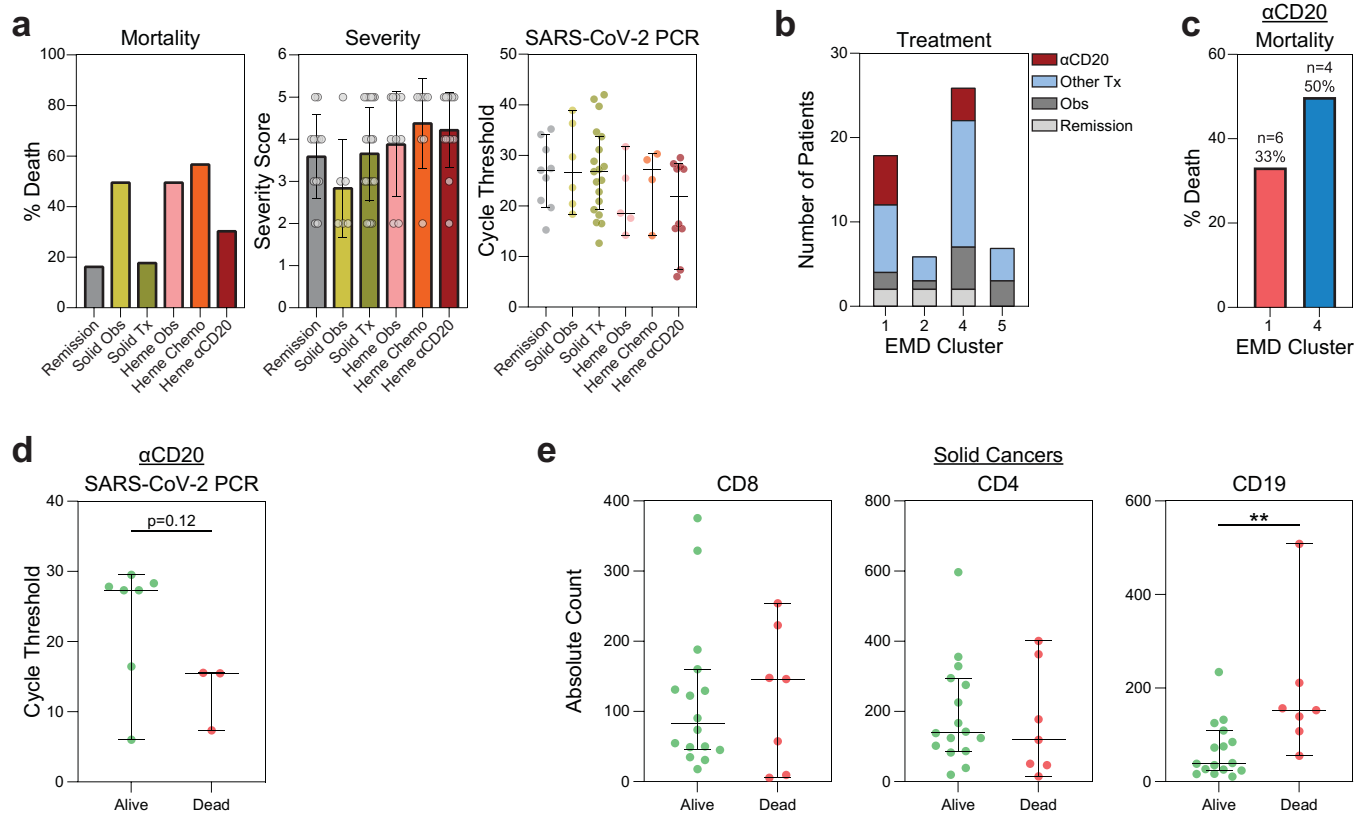 a
Mortality
% Death
100
80
60
40
20
0
Remission
Solid Obs
Solid Tx
Heme Obs
Heme Chemo
Heme αCD20
Severity
Severity Score
6
5
4
3
2
1
0
Remission
Solid Obs
Solid Tx
Heme Obs
Heme Chemo
Heme αCD20
SARS-CoV-2 PCR
Cycle Threshold
50
40
30
20
10
0
Remission
Solid Obs
Solid Tx
Heme Obs
Heme Chemo
Heme αCD20
b
Treatment
Number of Patients
30
20
10
0
1 2 4 5
EMD Cluster
αCD20
Other Tx
Obs
Remission
c
αCD20
Mortality
% Death
60
40
20
0
n=6
33%
n=4
50%
1 4
EMD Cluster
d
αCD20
SARS-CoV-2 PCR
Cycle Threshold
40
30
20
10
0
p=0.12
Alive Dead
e
Solid Cancers
CD8
Absolute Count
400
300
200
100
0
Alive Dead
CD4
800
600
400
200
0
Alive Dead
CD19
600
400
200
0
**
Alive Dead